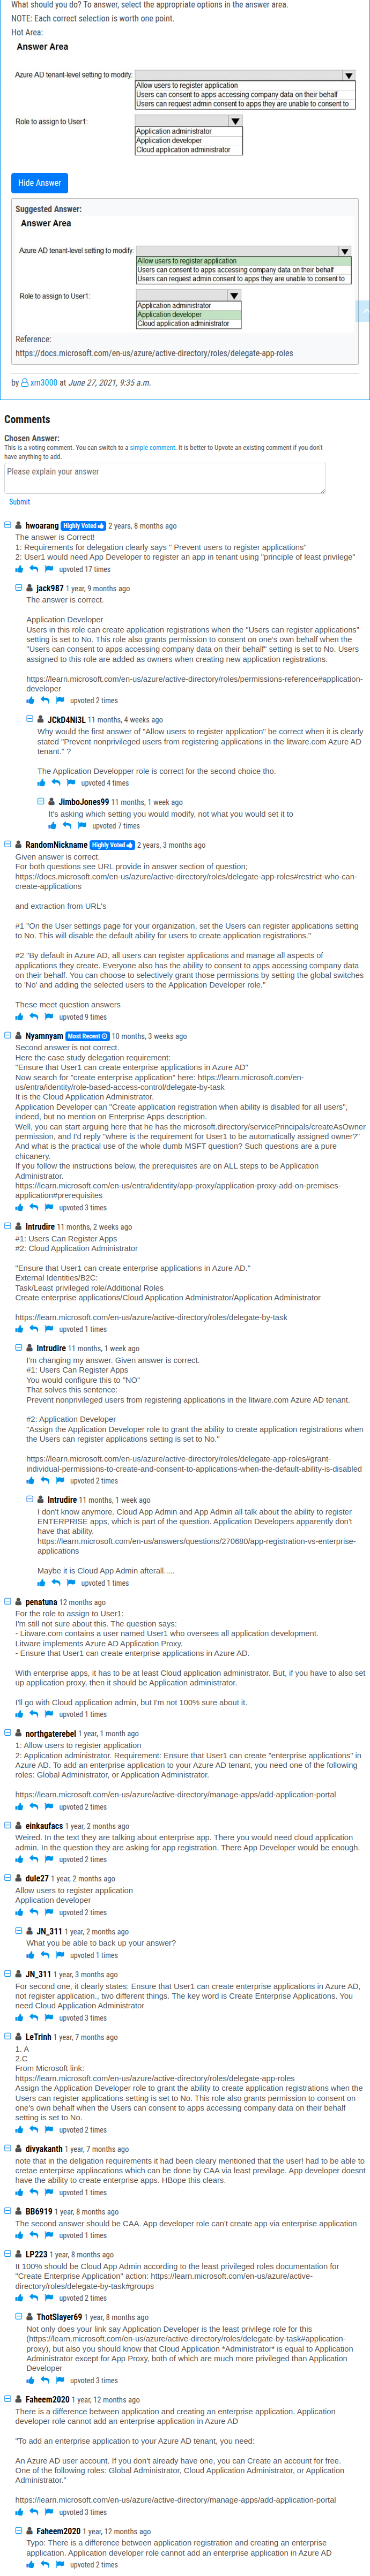 What should you do? To answer, select the appropriate options in the answer area.
NOTE: Each correct selection is worth one point.
Hot Area:
Answer Area
Azure AD tenant-level setting to modify:
Allow users to register application
Users can consent to apps accessing company data on their behalf
Users can request admin consent to apps they are unable to consent to
Role to assign to User1:
Application administrator
Application developer
Cloud application administrator
Hide Answer
Suggested Answer:
Answer Area
Azure AD tenant-level setting to modify:
Allow users to register application
Users can consent to apps accessing company data on their behalf
Users can request admin consent to apps they are unable to consent to
Role to assign to User1:
Application administrator
Application developer
Cloud application administrator
Reference:
https://docs.microsoft.com/en-us/azure/active-directory/roles/delegate-app-roles
by xm3000 at June 27, 2021, 9:35 a.m.
Comments
Chosen Answer:
This is a voting comment. You can switch to a simple comment. It is better to Upvote an existing comment if you don't
have anything to add.
Please explain your answer
Submit
hwoarang Highly Voted 2 years, 8 months ago
The answer is Correct!
1: Requirements for delegation clearly says " Prevent users to register applications"
2: User1 would need App Developer to register an app in tenant using "principle of least privilege"
upvoted 17 times
jack987 1 year, 9 months ago
The answer is correct.
Application Developer
Users in this role can create application registrations when the "Users can register applications"
setting is set to No. This role also grants permission to consent on one's own behalf when the
"Users can consent to apps accessing company data on their behalf" setting is set to No. Users
assigned to this role are added as owners when creating new application registrations.
https://learn.microsoft.com/en-us/azure/active-directory/roles/permissions-reference#application-
developer
upvoted 2 times
JCkD4Ni3L 11 months, 4 weeks ago
Why would the first answer of "Allow users to register application" be correct when it is clearly
stated "Prevent nonprivileged users from registering applications in the litware.com Azure AD
tenant." ?
The Application Developper role is correct for the second choice tho.
upvoted 4 times
JimboJones99 11 months, 1 week ago
It's asking which setting you would modify, not what you would set it to
upvoted 7 times
RandomNickname Highly Voted 2 years, 3 months ago
Given answer is correct.
For both questions see URL provide in answer section of question;
https://docs.microsoft.com/en-us/azure/active-directory/roles/delegate-app-roles#restrict-who-can-
create-applications
and extraction from URL's
#1 "On the User settings page for your organization, set the Users can register applications setting
to No. This will disable the default ability for users to create application registrations."
#2 "By default in Azure AD, all users can register applications and manage all aspects of
applications they create. Everyone also has the ability to consent to apps accessing company data
on their behalf. You can choose to selectively grant those permissions by setting the global switches
to 'No' and adding the selected users to the Application Developer role."
These meet question answers
upvoted 9 times
Nyamnyam Most Recent 10 months, 3 weeks ago
Second answer is not correct.
Here the case study delegation requirement:
"Ensure that User1 can create enterprise applications in Azure AD"
Now search for "create enterprise application" here: https://learn.microsoft.com/en-
us/entra/identity/role-based-access-control/delegate-by-task
It is the Cloud Application Administrator.
Application Developer can "Create application registration when ability is disabled for all users",
indeed, but no mention on Enterprise Apps description.
Well, you can start arguing here that he has the microsoft.directory/servicePrincipals/createAsOwner
permission, and I'd reply "where is the requirement for User1 to be automatically assigned owner?"
And what is the practical use of the whole dumb MSFT question? Such questions are a pure
chicanery.
If you follow the instructions below, the prerequisites are on ALL steps to be Application
Administrator.
https://learn.microsoft.com/en-us/entra/identity/app-proxy/application-proxy-add-on-premises-
application#prerequisites
upvoted 3 times
Intrudire 11 months, 2 weeks ago
#1: Users Can Register Apps
#2: Cloud Application Administrator
"Ensure that User1 can create enterprise applications in Azure AD."
External Identities/B2C:
Task/Least privileged role/Additional Roles
Create enterprise applications/Cloud Application Administrator/Application Administrator
https://learn.microsoft.com/en-us/azure/active-directory/roles/delegate-by-task
upvoted 1 times
Intrudire 11 months, 1 week ago
I'm changing my answer. Given answer is correct.
#1: Users Can Register Apps
You would configure this to "NO"
That solves this sentence:
Prevent nonprivileged users from registering applications in the litware.com Azure AD tenant.
#2: Application Developer
"Assign the Application Developer role to grant the ability to create application registrations when
the Users can register applications setting is set to No."
https://learn.microsoft.com/en-us/azure/active-directory/roles/delegate-app-roles#grant-
individual-permissions-to-create-and-consent-to-applications-when-the-default-ability-is-disabled
upvoted 2 times
Intrudire 11 months, 1 week ago
I don't know anymore. Cloud App Admin and App Admin all talk about the ability to register
ENTERPRISE apps, which is part of the question. Application Developers apparently don't
have that ability.
https://learn.microsoft.com/en-us/answers/questions/270680/app-registration-vs-enterprise-
applications
Maybe it is Cloud App Admin afterall.....
upvoted 1 times
penatuna 12 months ago
For the role to assign to User1:
I'm still not sure about this. The question says:
- Litware.com contains a user named User1 who oversees all application development.
Litware implements Azure AD Application Proxy.
- Ensure that User1 can create enterprise applications in Azure AD.
With enterprise apps, it has to be at least Cloud application administrator. But, if you have to also set
up application proxy, then it should be Application administrator.
I'll go with Cloud application admin, but I'm not 100% sure about it.
upvoted 1 times
northgaterebel 1 year, 1 month ago
1: Allow users to register application
2: Application administrator. Requirement: Ensure that User1 can create "enterprise applications" in
Azure AD. To add an enterprise application to your Azure AD tenant, you need one of the following
roles: Global Administrator, or Application Administrator.
https://learn.microsoft.com/en-us/azure/active-directory/manage-apps/add-application-portal
upvoted 2 times
einkaufacs 1 year, 2 months ago
Weired. In the text they are talking about enterprise app. There you would need cloud application
admin. In the question they are asking for app registration. There App Developer would be enough.
upvoted 2 times
dule27 1 year, 2 months ago
Allow users to register application
Application developer
upvoted 2 times
JN_311 1 year, 2 months ago
What you be able to back up your answer?
upvoted 1 times
JN_311 1 year, 3 months ago
For second one, it clearly states: Ensure that User1 can create enterprise applications in Azure AD,
not register application., two different things. The key word is Create Enterprise Applications. You
need Cloud Application Administrator
upvoted 3 times
LeTrinh 1 year, 7 months ago
1. A
2.C
From Microsoft link:
https://learn.microsoft.com/en-us/azure/active-directory/roles/delegate-app-roles
Assign the Application Developer role to grant the ability to create application registrations when the
Users can register applications setting is set to No. This role also grants permission to consent on
one's own behalf when the Users can consent to apps accessing company data on their behalf
setting is set to No.
upvoted 2 times
divyakanth 1 year, 7 months ago
note that in the deligation requirements it had been cleary mentioned that the user! had to be able to
cretae enterpirse appliacations which can be done by CAA via least previlage. App developer doesnt
have the ability to create enterprise apps. HBope this clears.
upvoted 1 times
BB6919 1 year, 8 months ago
The second answer should be CAA. App developer role can't create app via enterprise application
upvoted 1 times
LP223 1 year, 8 months ago
It 100% should be Cloud App Admin according to the least privileged roles documentation for
"Create Enterprise Application" action: https://learn.microsoft.com/en-us/azure/active-
directory/roles/delegate-by-task#groups
upvoted 2 times
ThotSlayer69 1 year, 8 months ago
Not only does your link say Application Developer is the least privilege role for this
(https://learn.microsoft.com/en-us/azure/active-directory/roles/delegate-by-task#application-
proxy), but also you should know that Cloud Application *Administrator* is equal to Application
Administrator except for App Proxy, both of which are much more privileged than Application
Developer
upvoted 3 times
Faheem2020 1 year, 12 months ago
There is a difference between application and creating an enterprise application. Application
developer role cannot add an enterprise application in Azure AD
"To add an enterprise application to your Azure AD tenant, you need:
An Azure AD user account. If you don't already have one, you can Create an account for free.
One of the following roles: Global Administrator, Cloud Application Administrator, or Application
Administrator."
https://learn.microsoft.com/en-us/azure/active-directory/manage-apps/add-application-portal
upvoted 3 times
Faheem2020 1 year, 12 months ago
Typo: There is a difference between application registration and creating an enterprise
application. Application developer role cannot add an enterprise application in Azure AD
upvoted 2 times